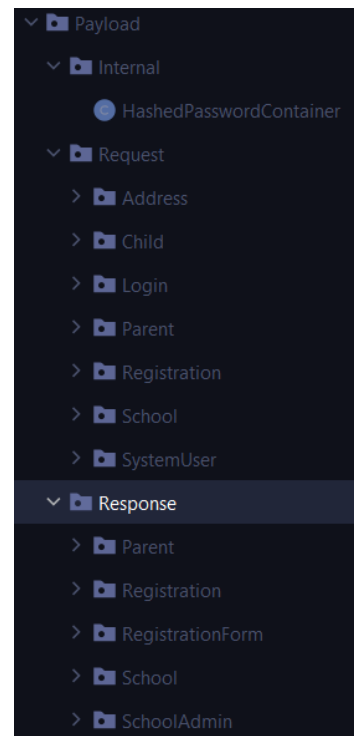 Payload
Internal
C HashedPasswordContainer
Request
Address
Child
Login
Parent
Registration
School
SystemUser
Response
Parent
Registration
RegistrationForm
School
SchoolAdmin